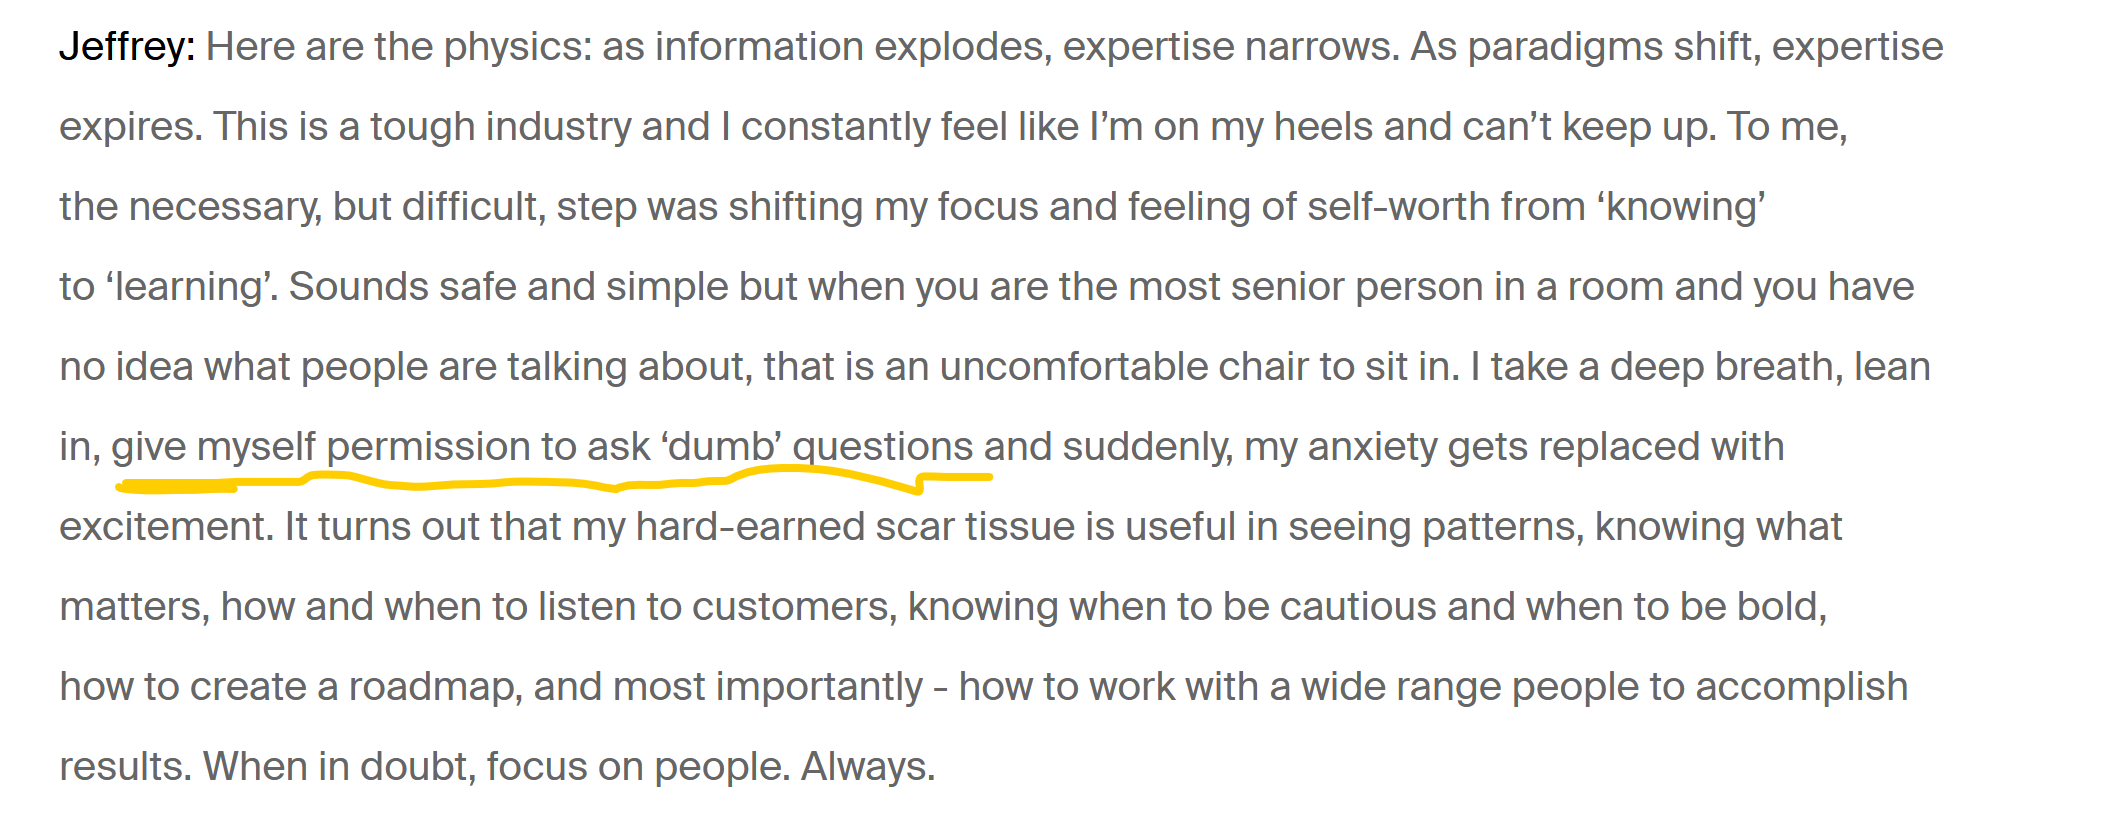 Jeffrey: Here are the physics: as information explodes, expertise narrows. As paradigms shift, expertise
expires. This is a tough industry and I constantly feel like I’m on my heels and can’t keep up. To me,
the necessary, but difficult, step was shifting my focus and feeling of self-worth from ‘knowing’
to ‘learning’. Sounds safe and simple but when you are the most senior person in a room and you have
no idea what people are talking about, that is an uncomfortable chair to sit in. I take a deep breath, lean
in, give myself permission to ask ‘dumb’ questions and suddenly, my anxiety gets replaced with
excitement. It turns out that my hard-earned scar tissue is useful in seeing patterns, knowing what
matters, how and when to listen to customers, knowing when to be cautious and when to be bold,
how to create a roadmap, and most importantly - how to work with a wide range people to accomplish
results. When in doubt, focus on people. Always.